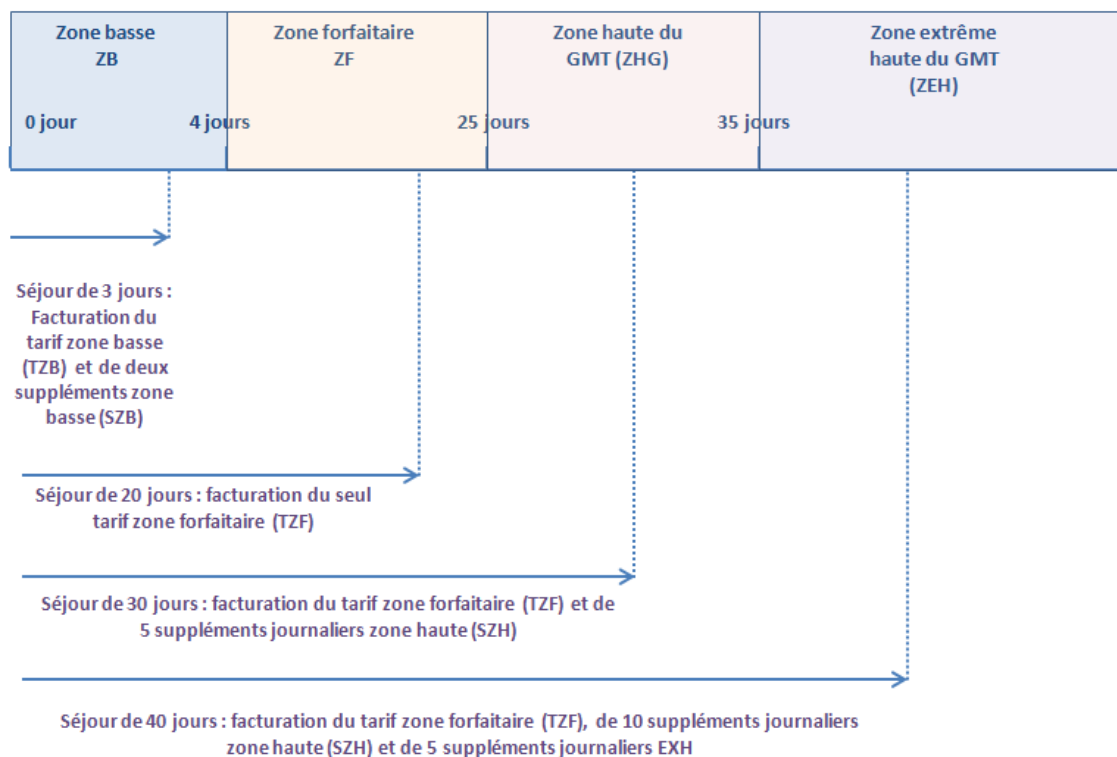 Zone basse
ZB
Zone forfaitaire
ZF
Zone haute du
GMT (ZHG)
Zone extrême
haute du GMT
(ZEH)
0 jour
4 jours
25 jours
35 jours
Séjour de 3 jours :
Facturation du
tarif zone basse
(TZB) et de deux
suppléments zone
basse (SZB)
Séjour de 20 jours : facturation du seul
tarif zone forfaitaire (TZF)
Séjour de 30 jours : facturation du tarif zone forfaitaire (TZF) et de
5 suppléments journaliers zone haute (SZH)
Séjour de 40 jours : facturation du tarif zone forfaitaire (TZF), de 10 suppléments journaliers
zone haute (SZH) et de 5 suppléments journaliers EXH